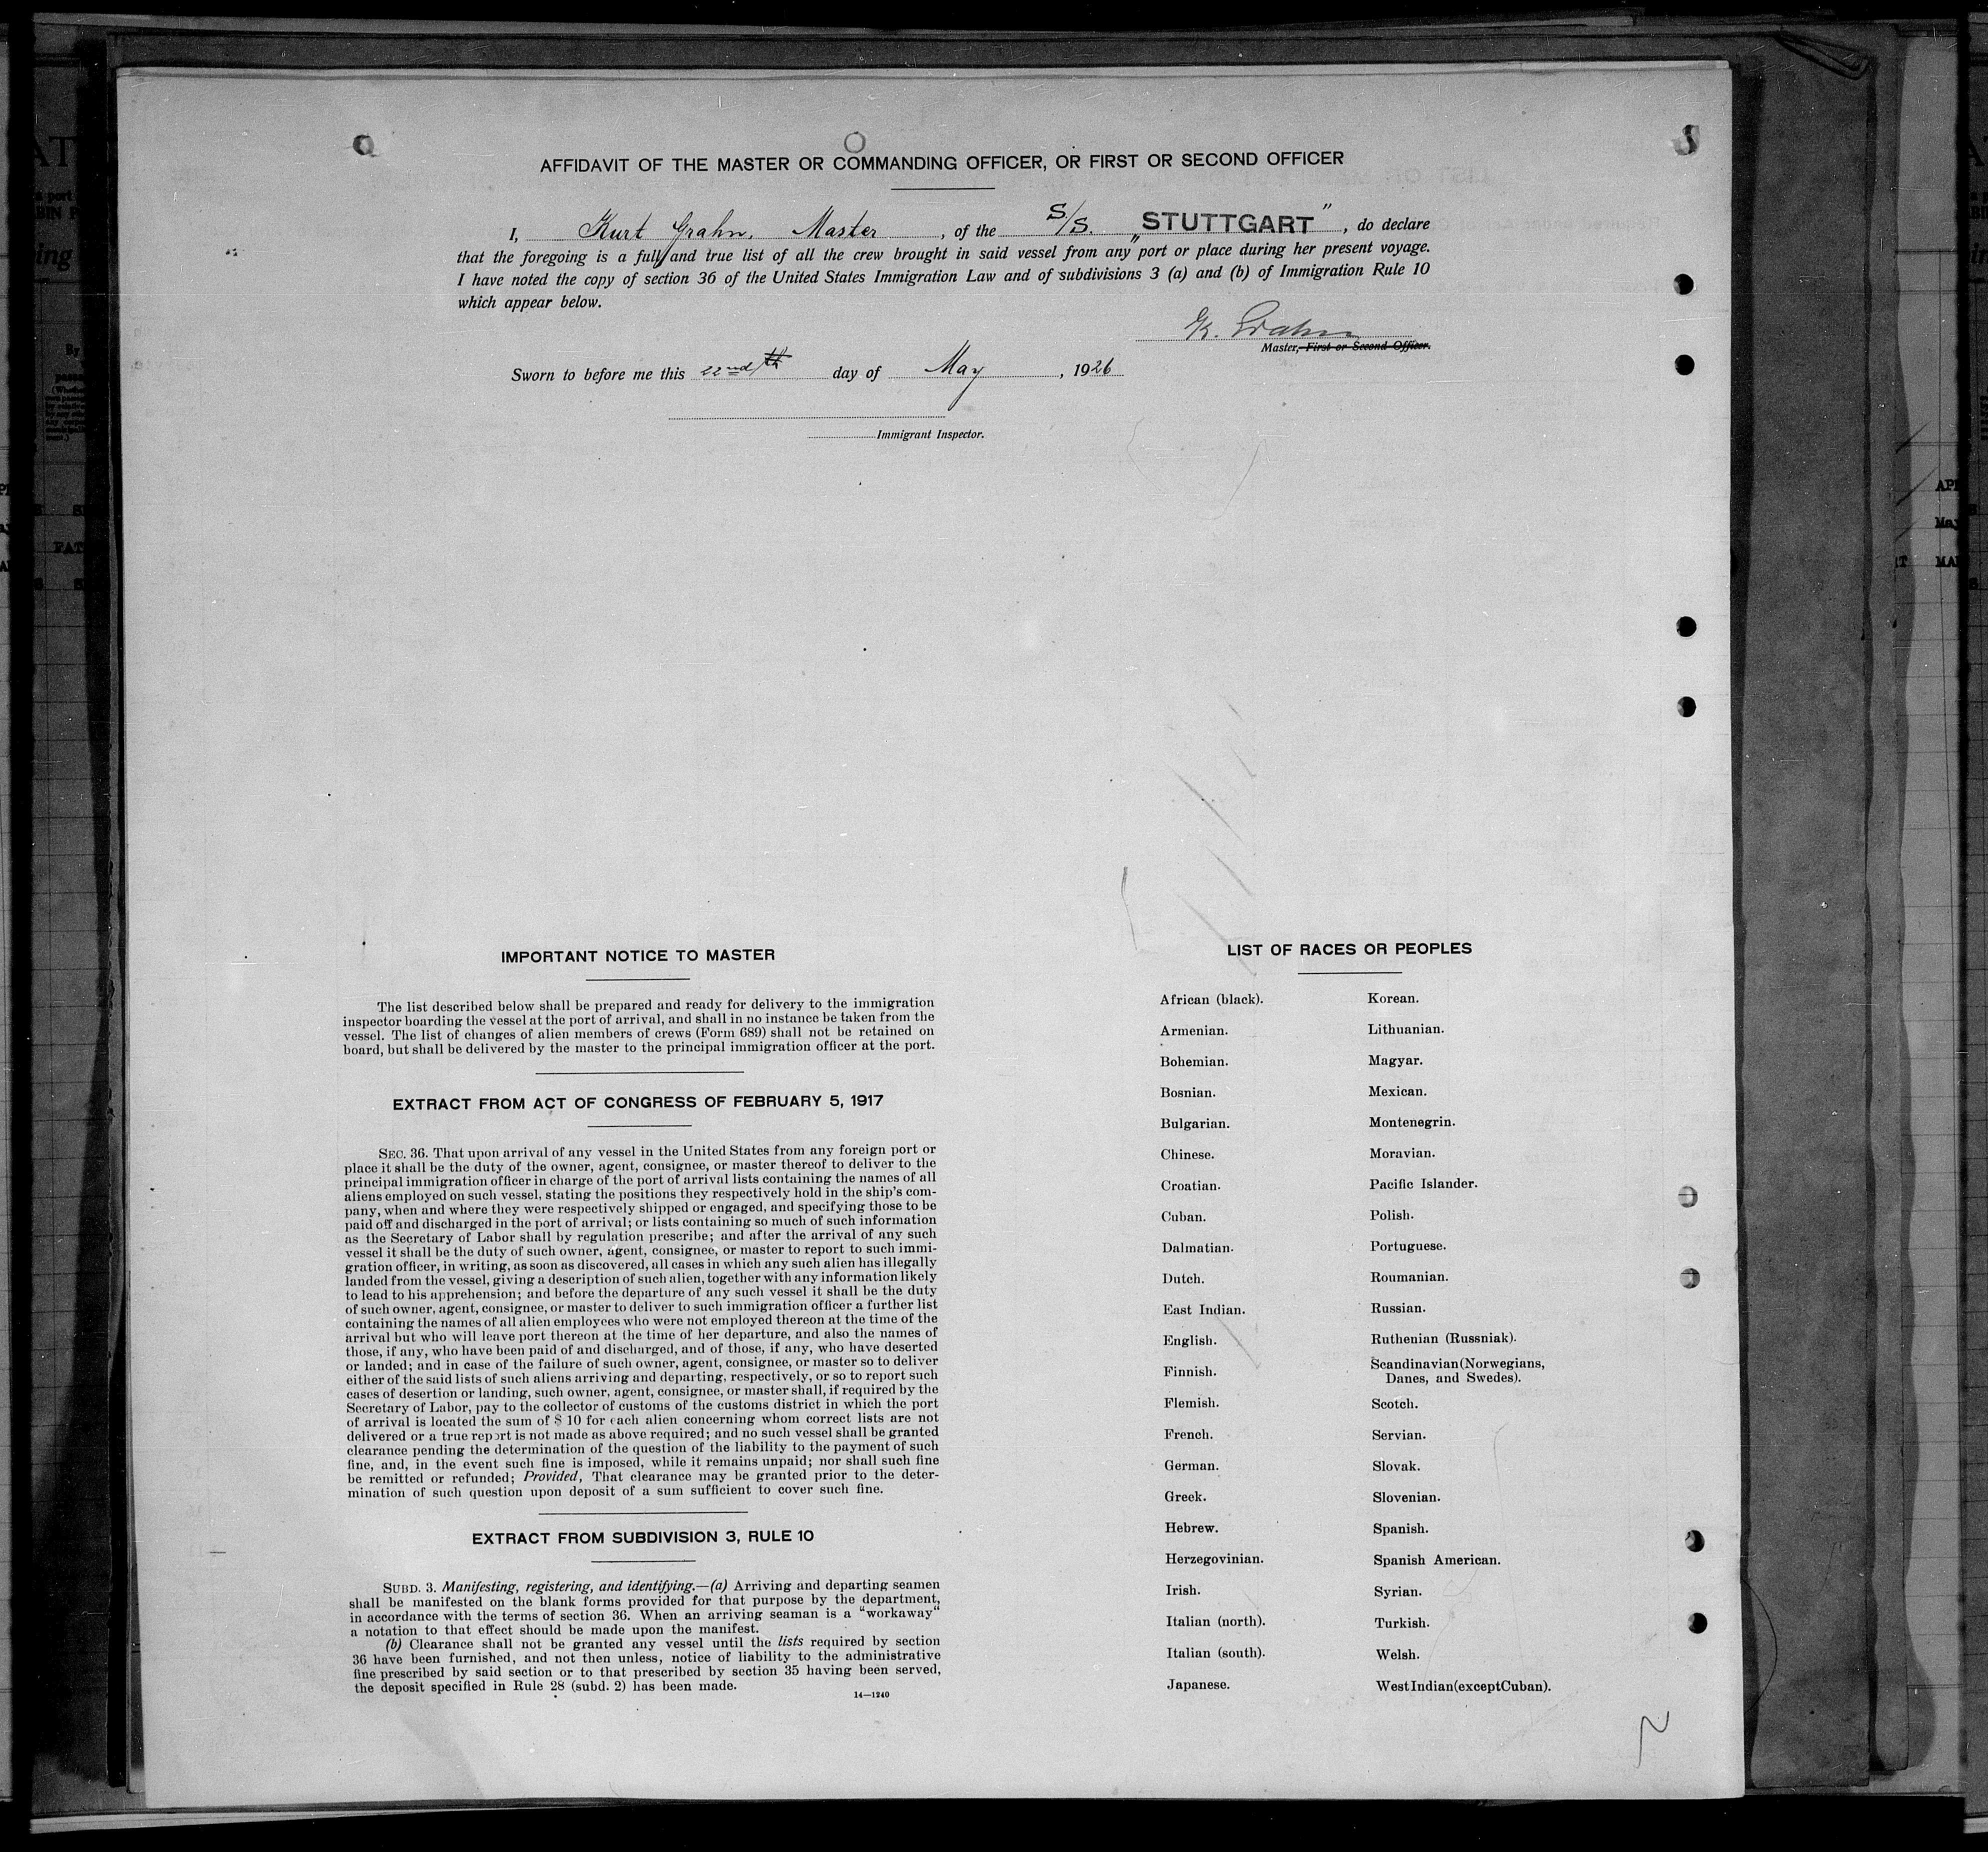 AFFIDAVIT OF THE MASTER OR COMMANDING OFFICER, OR FIRST OR SECOND OFFICER
I, Kurt Grahn, Master, of the S/S. „STUTTGART", do declare
that the foregoing is a full and true list of all the crew brought in said vessel from any port or place during her present voyage.
I have noted the copy of section 36 of the United States Immigration Law and of subdivisions 3 (a) and (b) of Immigration Rule 10
which appear below.
K. Grahn
Master, First or Second Officer.
Sworn to before me this 22nd th day of May, 1926
Immigrant Inspector.
IMPORTANT NOTICE TO MASTER
The list described below shall be prepared and ready for delivery to the immigration
inspector boarding the vessel at the port of arrival, and shall in no instance be taken from the
vessel. The list of changes of alien members of crews (Form 689) shall not be retained on
board, but shall be delivered by the master to the principal immigration officer at the port.
EXTRACT FROM ACT OF CONGRESS OF FEBRUARY 5, 1917
SEC. 36. That upon arrival of any vessel in the United States from any foreign port or
place it shall be the duty of the owner, agent, consignee, or master thereof to deliver to the
principal immigration officer in charge of the port of arrival lists containing the names of all
aliens employed on such vessel, stating the positions they respectively hold in the ship's com-
pany, when and where they were respectively shipped or engaged, and specifying those to be
paid off and discharged in the port of arrival; or lists containing so much of such information
as the Secretary of Labor shall by regulation prescribe; and after the arrival of any such
vessel it shall be the duty of such owner, agent, consignee, or master to report to such immi-
gration officer, in writing, as soon as discovered, all cases in which any such alien has illegally
landed from the vessel, giving a description of such alien, together with any information likely
to lead to his apprehension; and before the departure of any such vessel it shall be the duty
of such owner, agent, consignee, or master to deliver to such immigration officer a further list
containing the names of all alien employees who were not employed thereon at the time of the
arrival but who will leave port thereon at the time of her departure, and also the names of
those, if any, who have been paid of and discharged, and of those, if any, who have deserted
or landed; and in case of the failure of such owner, agent, consignee, or master so to deliver
either of the said lists of such aliens arriving and departing, respectively, or so to report such
cases of desertion or landing, such owner, agent, consignee, or master shall, if required by the
Secretary of Labor, pay to the collector of customs of the customs district in which the port
of arrival is located the sum of $ 10 for each alien concerning whom correct lists are not
delivered or a true report is not made as above required; and no such vessel shall be granted
clearance pending the determination of the question of the liability to the payment of such
fine, and, in the event such fine is imposed, while it remains unpaid; nor shall such fine
be remitted or refunded; Provided, That clearance may be granted prior to the deter-
mination of such question upon deposit of a sum sufficient to cover such fine.
EXTRACT FROM SUBDIVISION 3, RULE 10
SUBD. 3. Manifesting, registering, and identifying.—(a) Arriving and departing seamen
shall be manifested on the blank forms provided for that purpose by the department,
in accordance with the terms of section 36. When an arriving seaman is a “workaway“
a notation to that effect should be made upon the manifest.
(b) Clearance shall not be granted any vessel until the lists required by section
36 have been furnished, and not then unless, notice of liability to the administrative
fine prescribed by said section or to that prescribed by section 35 having been served,
the deposit specified in Rule 28 (subd. 2) has been made.
14—1240
LIST OF RACES OR PEOPLES
African (black).
Armenian.
Bohemian.
Bosnian.
Bulgarian.
Chinese.
Croatian.
Cuban.
Dalmatian.
Dutch.
East Indian.
English.
Finnish.
Flemish.
French.
German.
Greek.
Hebrew.
Herzegovinian.
Irish.
Italian (north).
Italian (south).
Japanese.
Korean.
Lithuanian.
Magyar.
Mexican.
Montenegrin.
Moravian.
Pacific Islander.
Polish.
Portuguese.
Roumanian.
Russian.
Ruthenian (Russniak).
Scandinavian (Norwegians,
Danes, and Swedes).
Scotch.
Servian.
Slovak.
Slovenian.
Spanish.
Spanish American.
Syrian.
Turkish.
Welsh.
West Indian (except Cuban).